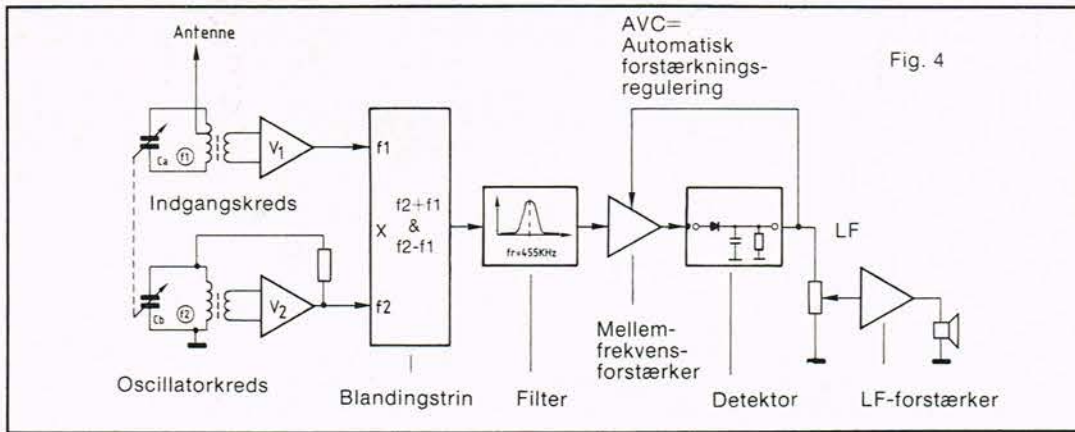 Antenne
AVC=
Automatisk
forstærknings-
regulering
Fig. 4
Ca
f1
V1
f1
Indgangskreds
X
f2+f1
&
f2-f1
fr=455KHz
LF
Cb
f2
V2
f2
Oscillatorkreds
Blandingstrin
Filter
Mellem-
frekvens-
forstærker
Detektor
LF-forstærker